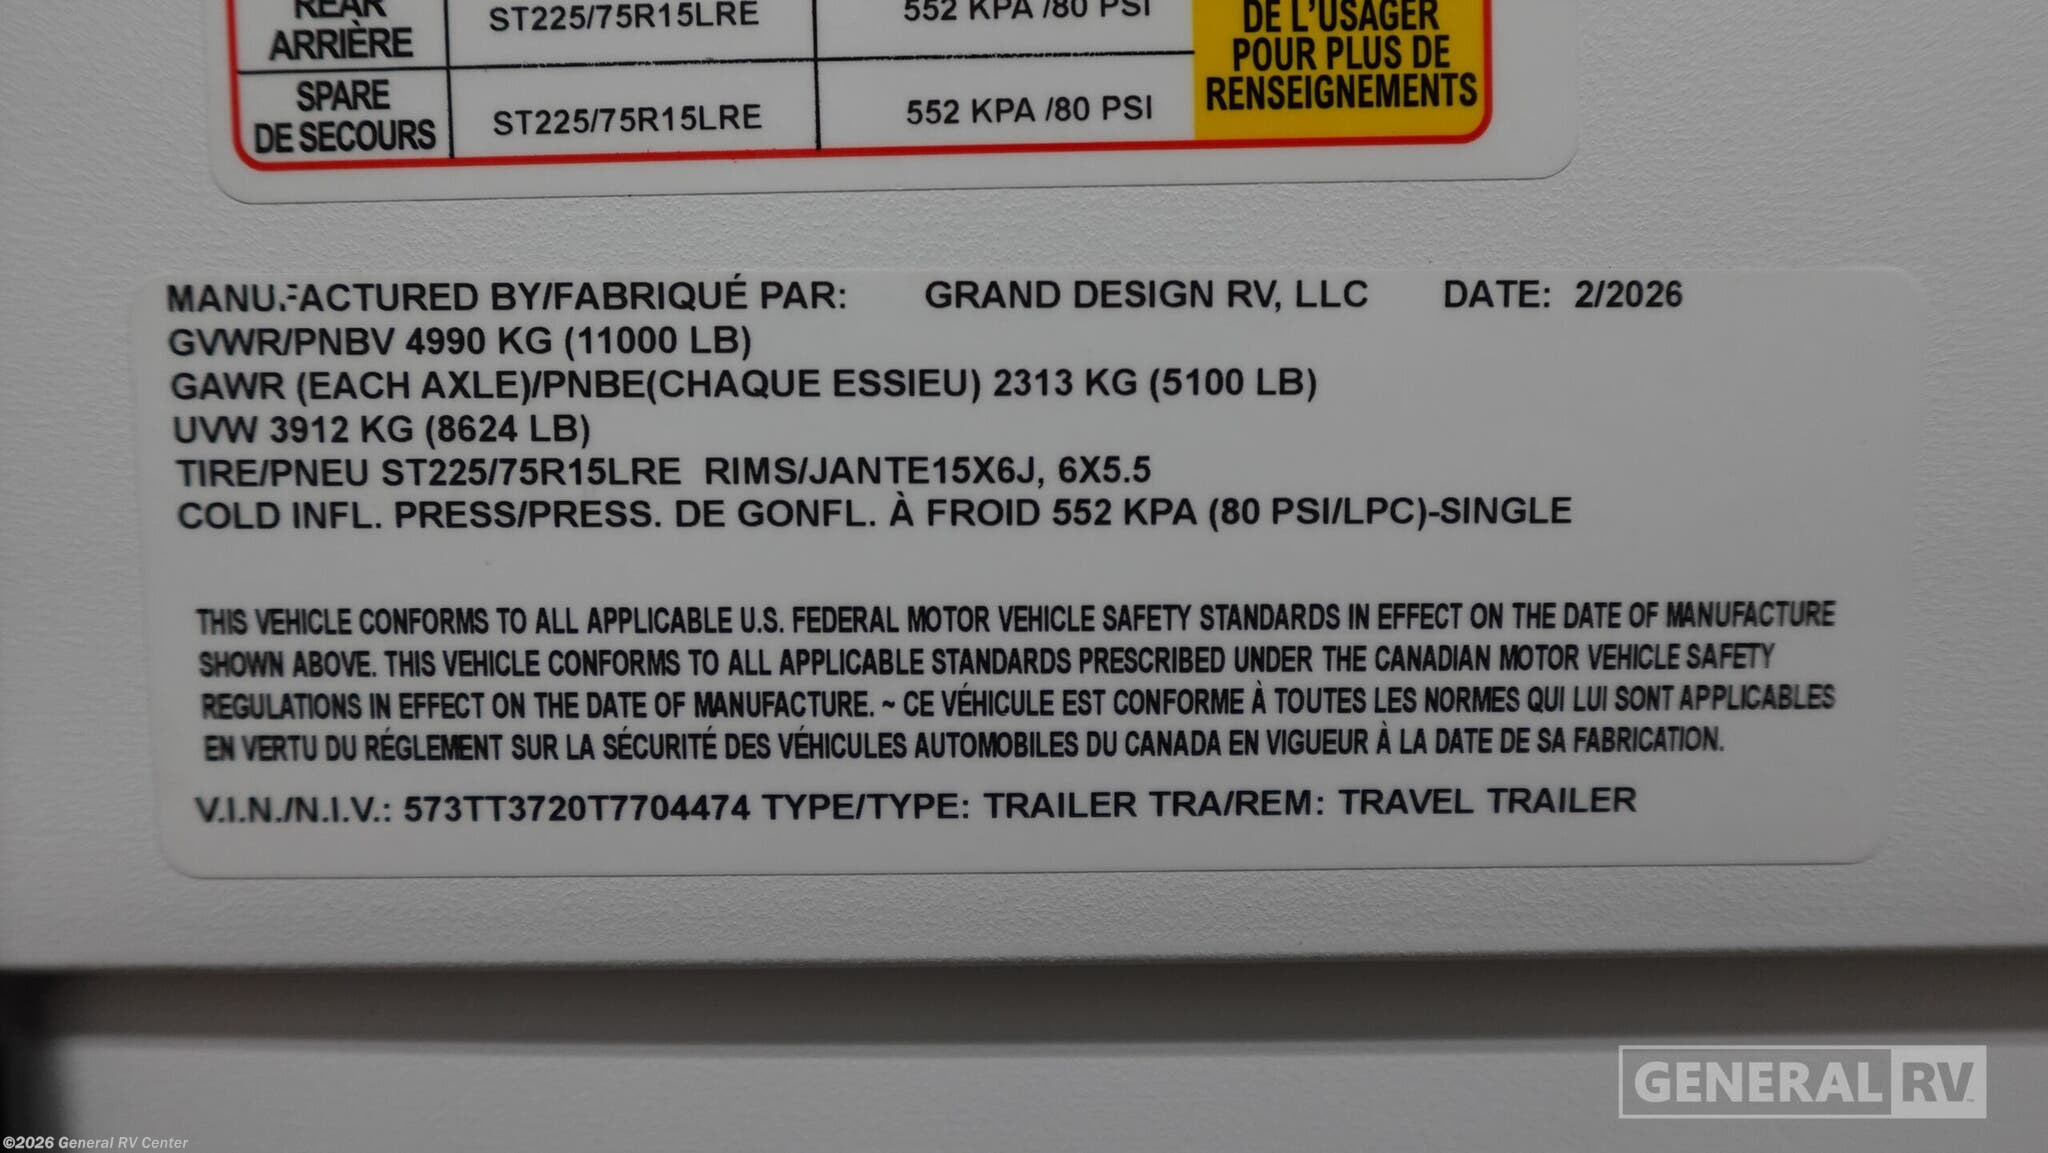 REAR
ARRIÈRE
ST225/75R15LRE
552 KPA /80 PSI
SPARE
DE SECOURS
ST225/75R15LRE
552 KPA /80 PSI
DE L'USAGER
POUR PLUS DE
RENSEIGNEMENTS
MANUFACTURED BY/FABRIQUÉ PAR: GRAND DESIGN RV, LLC DATE: 2/2026
GVWR/PNBV 4990 KG (11000 LB)
GAWR (EACH AXLE)/PNBE(CHAQUE ESSIEU) 2313 KG (5100 LB)
UVW 3912 KG (8624 LB)
TIRE/PNEU ST225/75R15LRE RIMS/JANTE15X6J, 6X5.5
COLD INFL. PRESS/PRESS. DE GONFL. À FROID 552 KPA (80 PSI/LPC)-SINGLE
THIS VEHICLE CONFORMS TO ALL APPLICABLE U.S. FEDERAL MOTOR VEHICLE SAFETY STANDARDS IN EFFECT ON THE DATE OF MANUFACTURE
SHOWN ABOVE. THIS VEHICLE CONFORMS TO ALL APPLICABLE STANDARDS PRESCRIBED UNDER THE CANADIAN MOTOR VEHICLE SAFETY
REGULATIONS IN EFFECT ON THE DATE OF MANUFACTURE. ~ CE VÉHICULE EST CONFORME À TOUTES LES NORMES QUI LUI SONT APPLICABLES
EN VERTU DU RÉGLEMENT SUR LA SÉCURITÉ DES VÉHICULES AUTOMOBILES DU CANADA EN VIGUEUR À LA DATE DE SA FABRICATION.
V.I.N./N.I.V.: 573TT3720T7704474 TYPE/TYPE: TRAILER TRA/REM: TRAVEL TRAILER
GENERAL RV
©2026 General RV Center